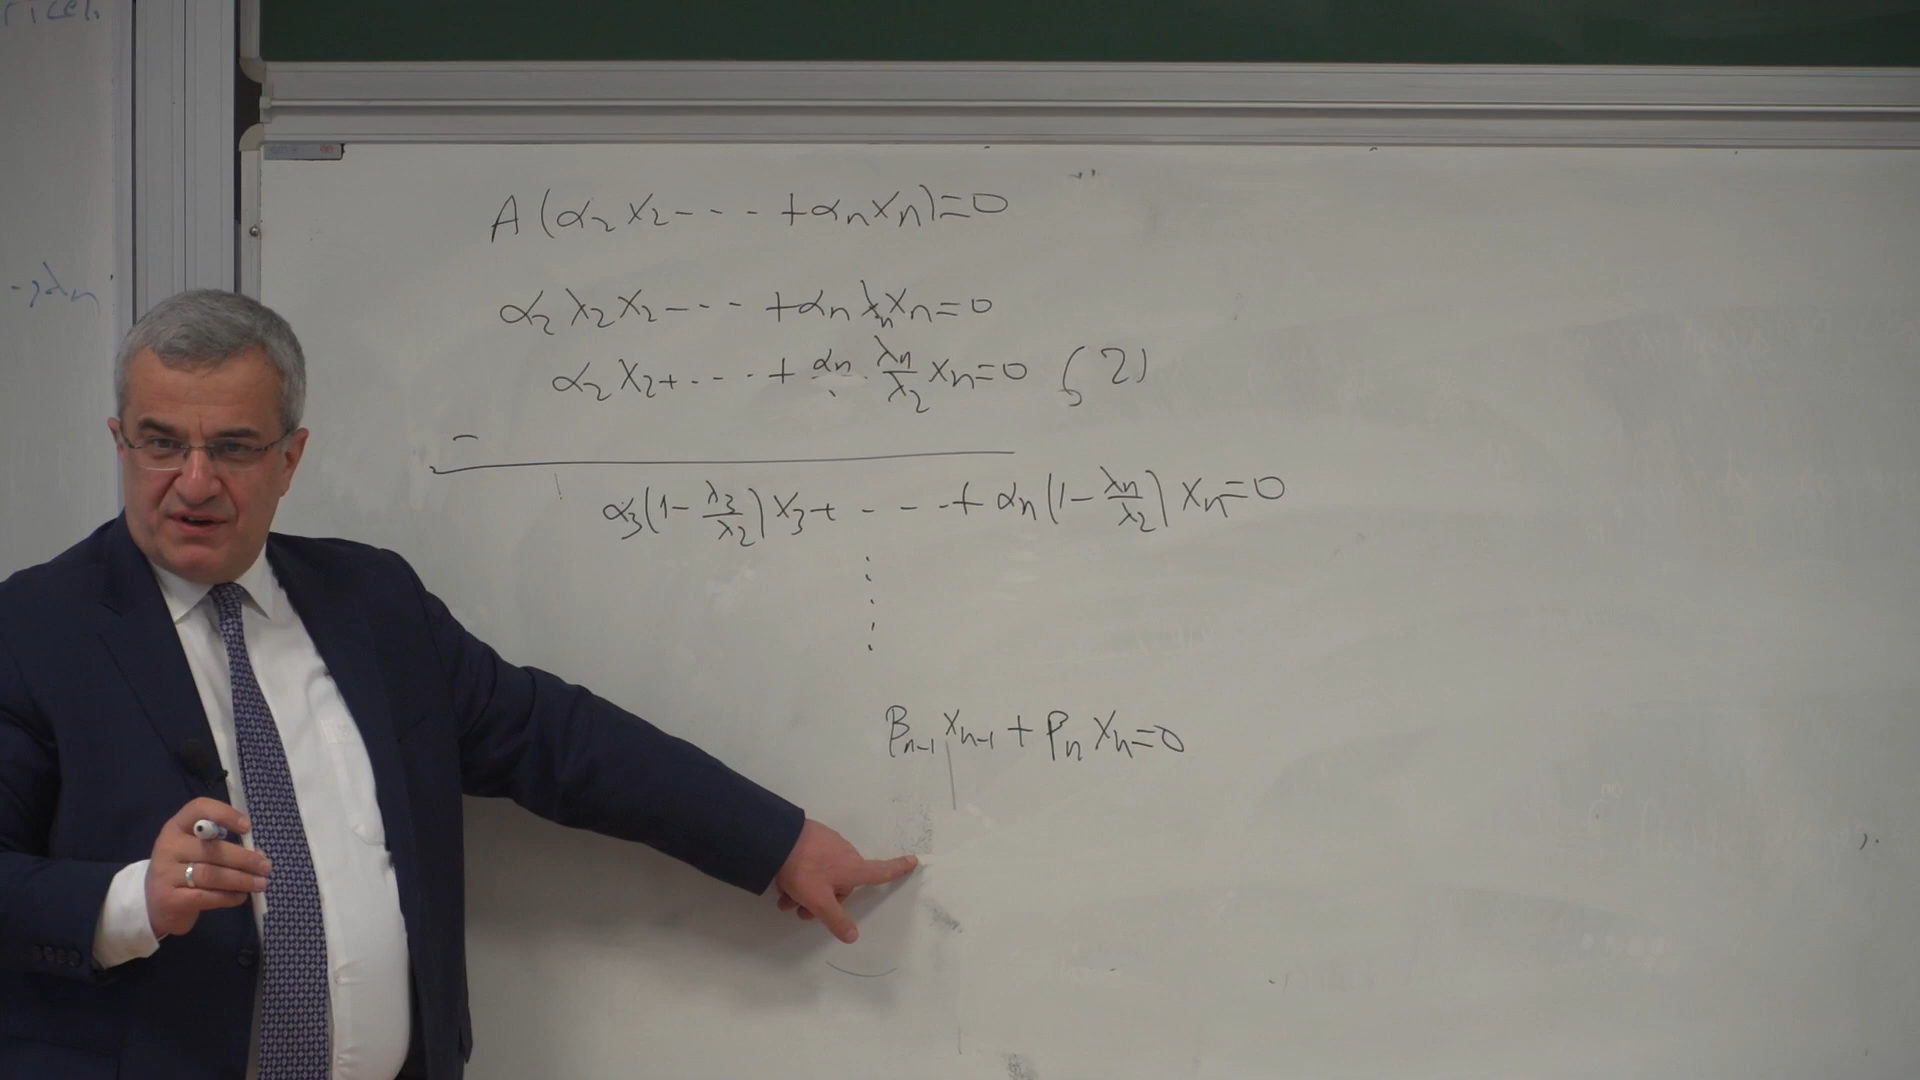 A(α₂x₂--- +αₙxₙ)=0
-,λₙ
α₂λ₂x₂--- +αₙλₙxₙ=0
α₂x₂+...+ αₙ λₙ/λ₂ xₙ=0 (2)
-
α₃(1-λ₃/λ₂)x₃+ ---+ αₙ(1-λₙ/λ₂)xₙ=0
βₙ₋₁xₙ₋₁+βₙxₙ=0